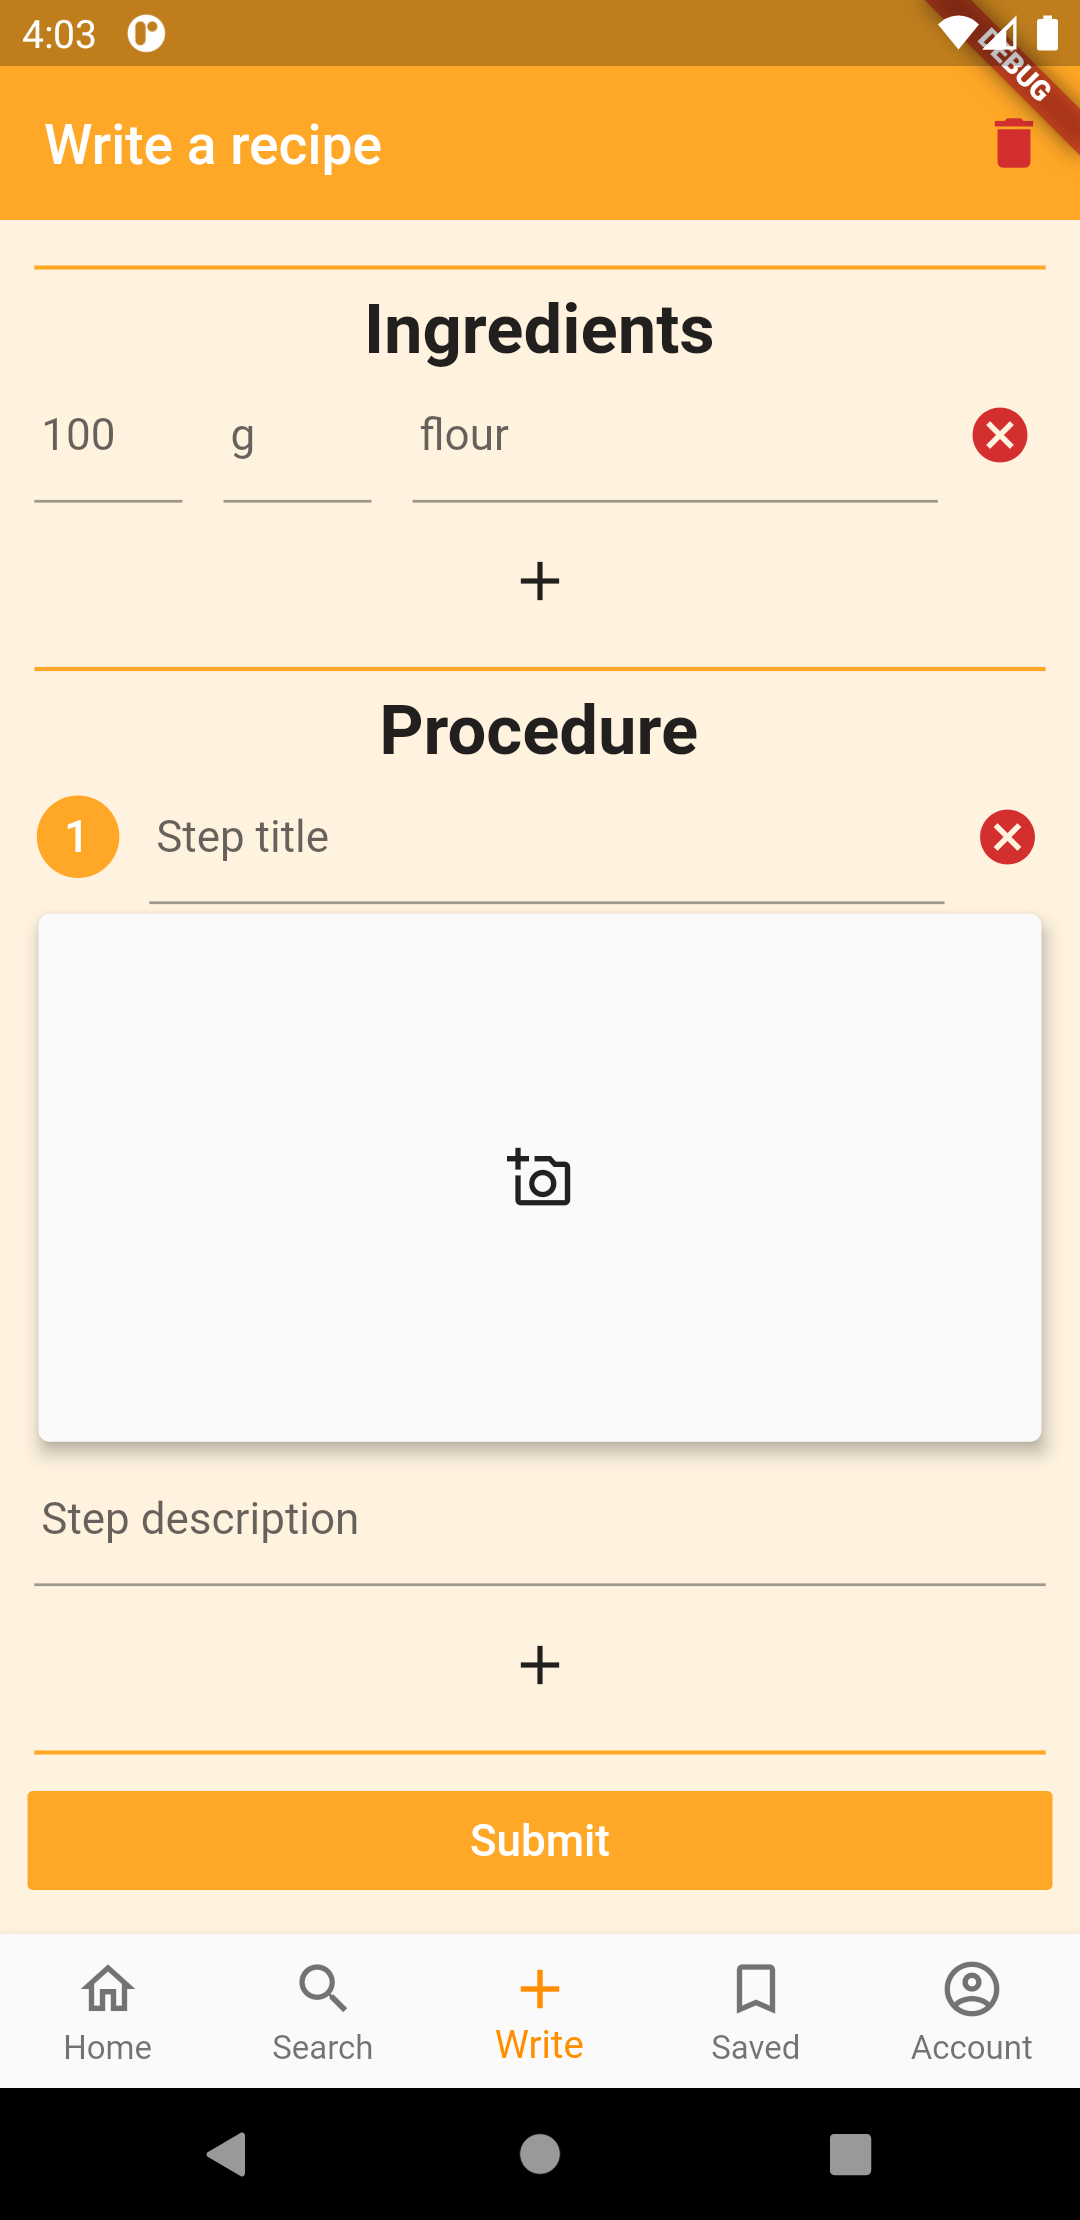 4:03
DEBUG
Write a recipe
Ingredients
100 g flour
Procedure
1 Step title
Step description
Submit
Home Search Write Saved Account